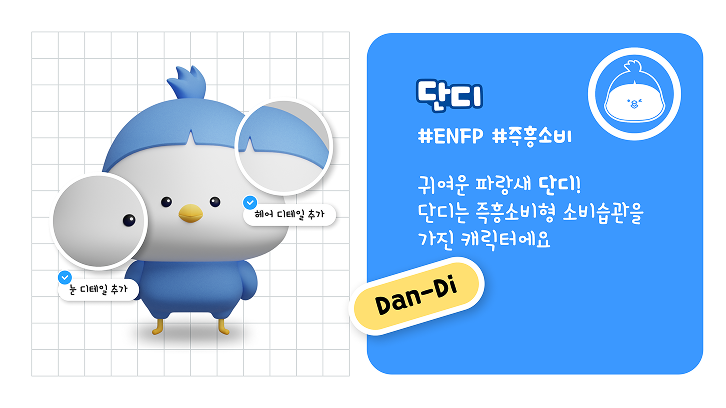 헤어 디테일 추가
눈 디테일 추가
단디
#ENFP #즉흥소비
귀여운 파랑새 단디!
단디는 즉흥소비형 소비습관을
가진 캐릭터에요
Dan-Di